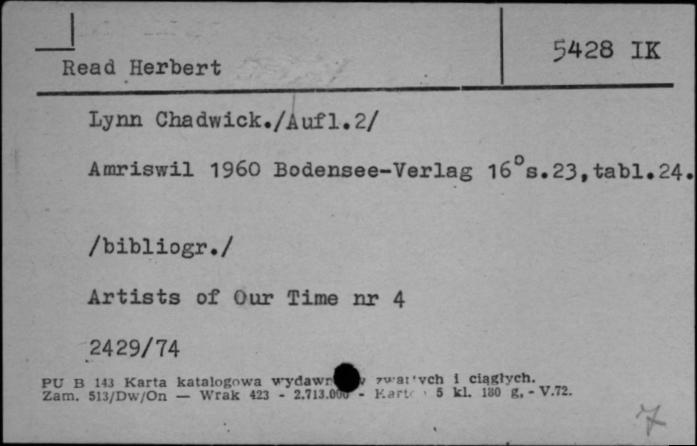 5428 IK
Read Herbert
Lynn Chadwick./Aufl.2/
Amriswil 1960 Bodensee-Verlag 16°s.23,tabl.24.
/bibliogr./
Artists of Our Time nr 4
2429/74
PU B 143 Karta katalogowa i ciągłych.
Zam. 513/Dw/On — Wrak 423 - 2.713.000 - 5 kl. 180 g, - V.72.
7